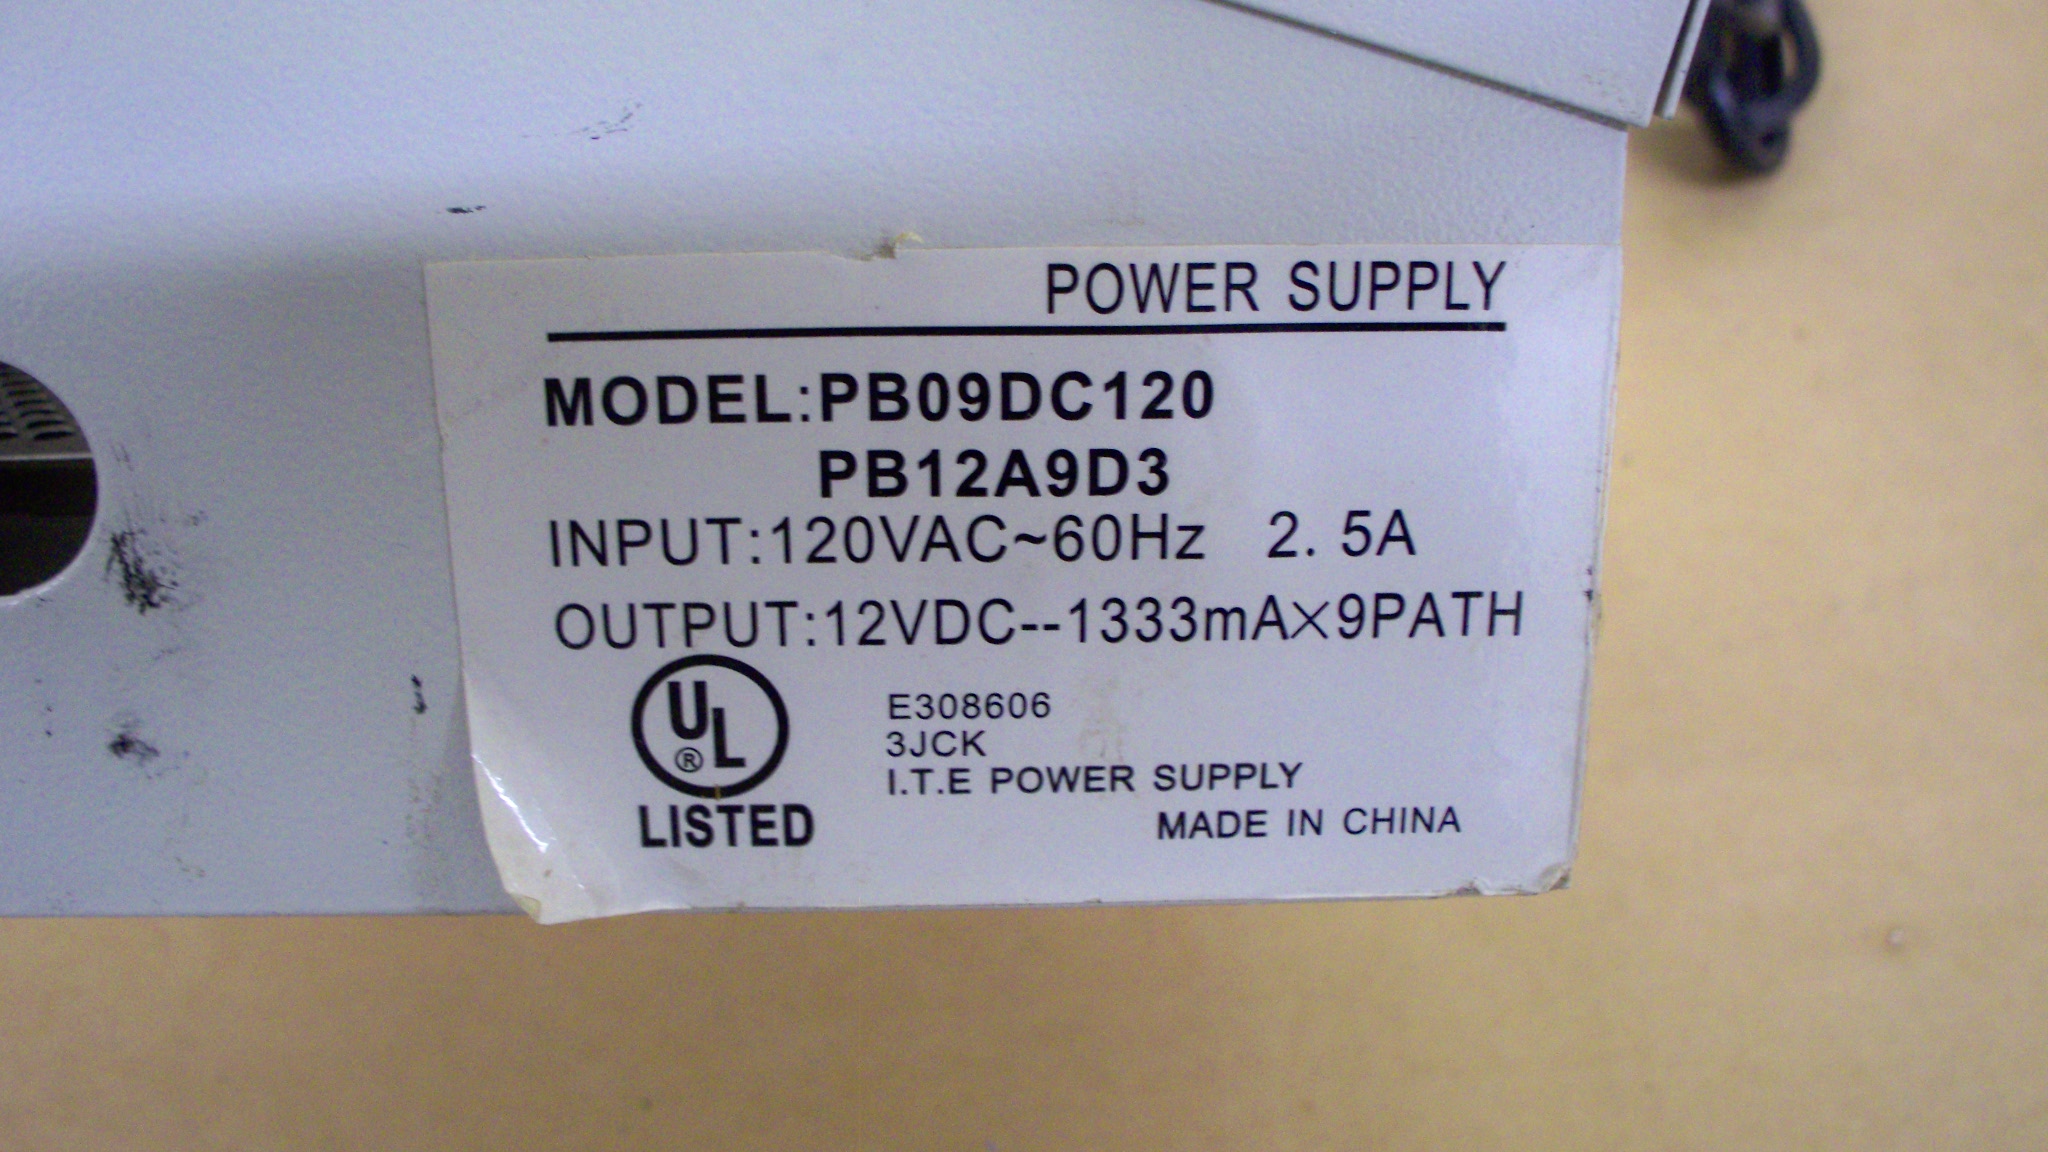 POWER SUPPLY
MODEL:PB09DC120
PB12A9D3
INPUT:120VAC~60Hz 2. 5A
OUTPUT:12VDC--1333mA×9PATH
UL
®
LISTED
E308606
3JCK
I.T.E POWER SUPPLY
MADE IN CHINA